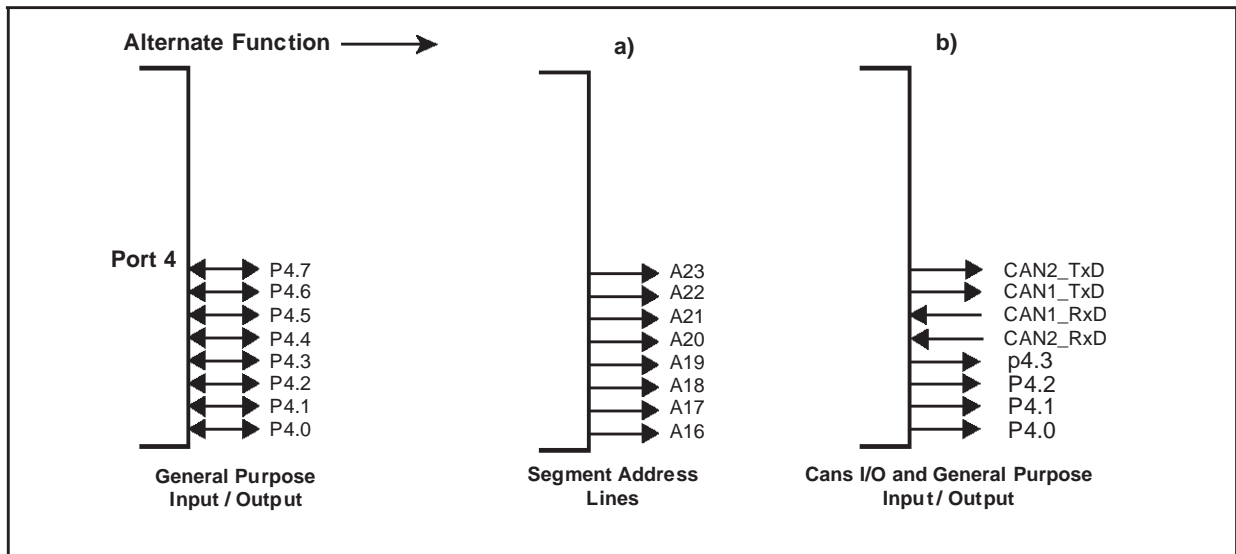 Alternate Function
a)
b)
Port 4
P4.7
P4.6
P4.5
P4.4
P4.3
P4.2
P4.1
P4.0
General Purpose
Input / Output
A23
A22
A21
A20
A19
A18
A17
A16
Segment Address
Lines
CAN2_TxD
CAN1_TxD
CAN1_RxD
CAN2_RxD
p4.3
P4.2
P4.1
P4.0
Cans I/O and General Purpose
Input / Output